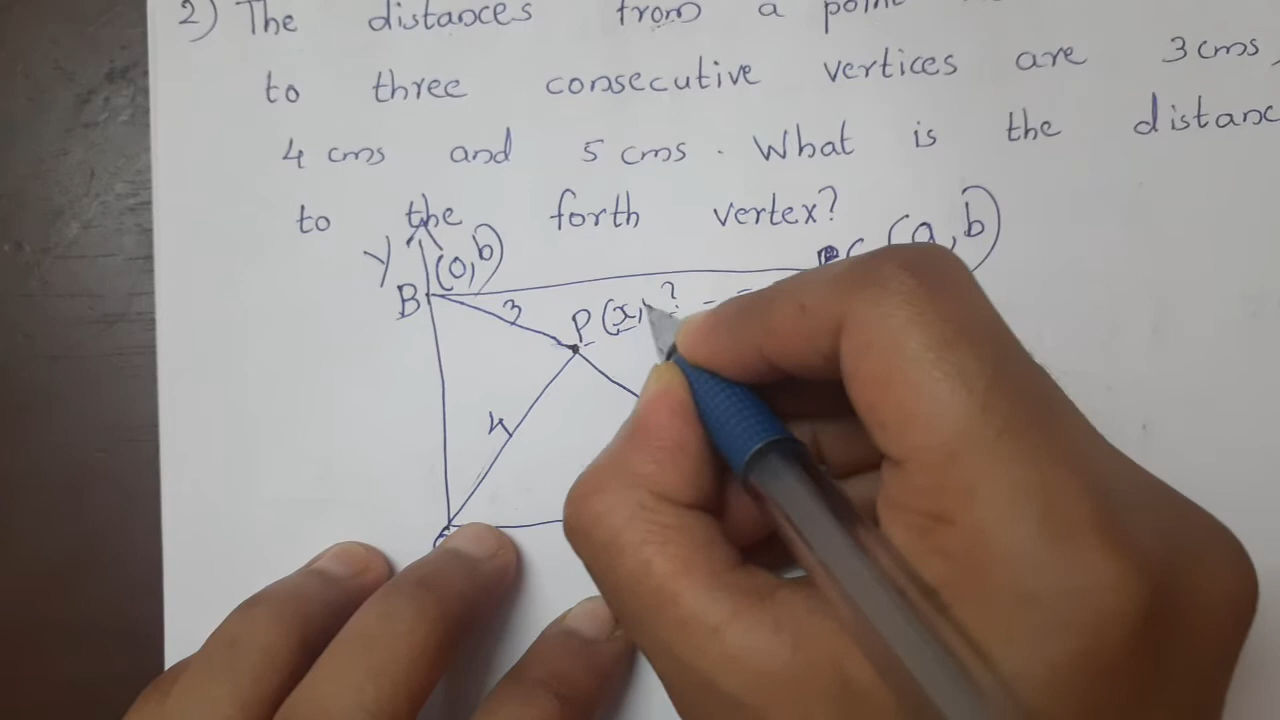 2) The distances from a point
to three consecutive vertices are 3 cms,
4 cms and 5 cms. What is the distanc
to the forth vertex?
Y (0,b) C (a,b)
B 3 P (x, ?
4